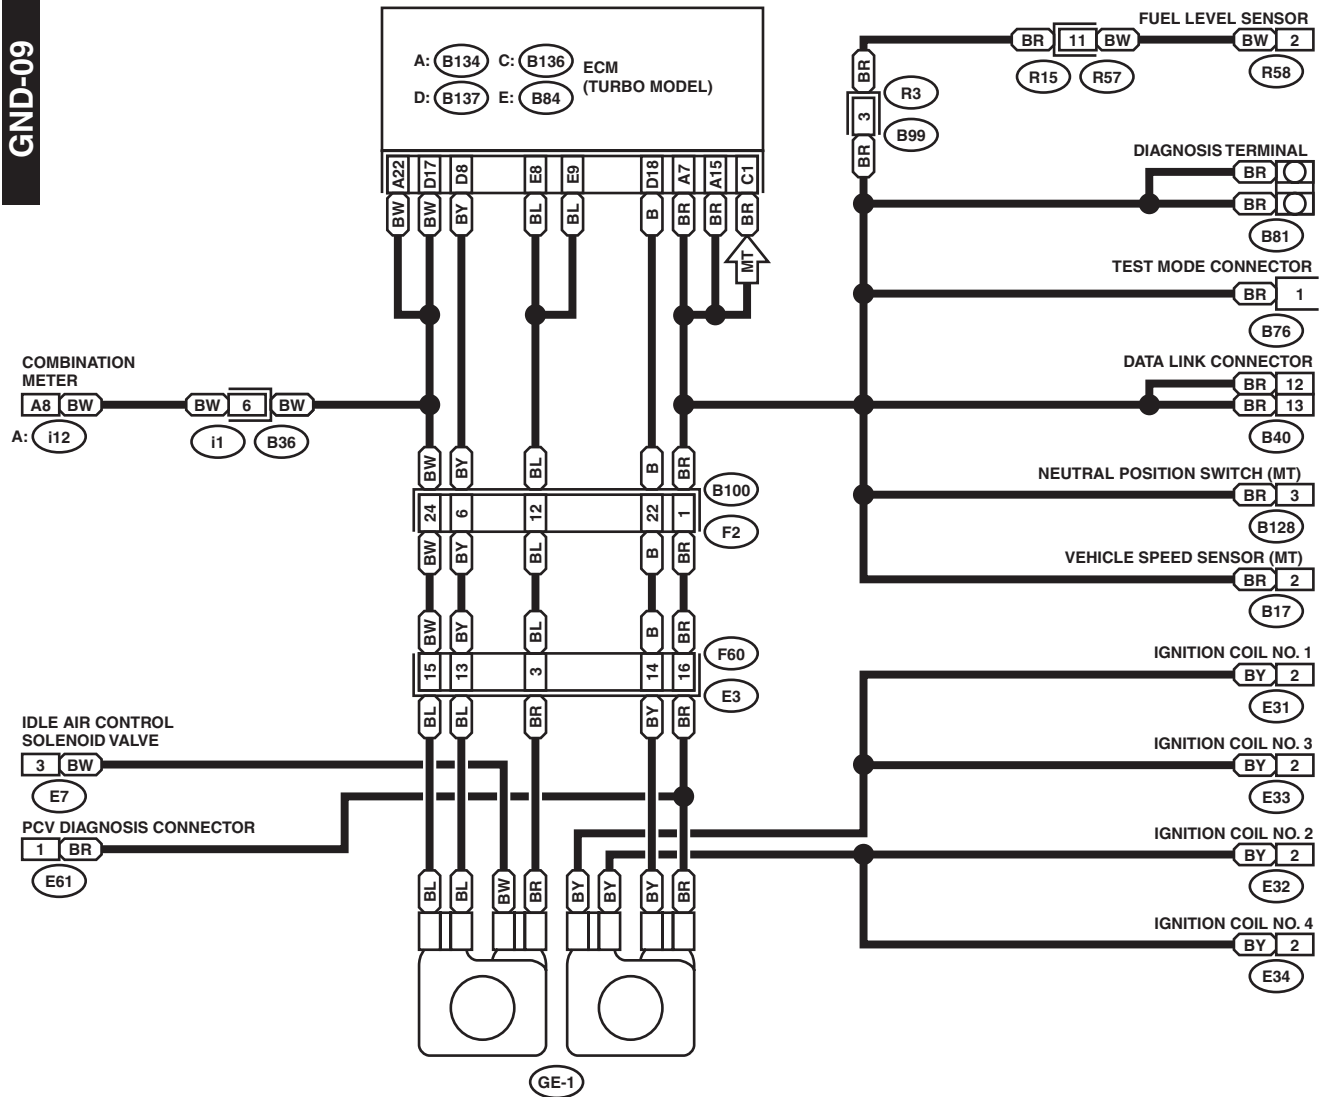 GND-09
A: B134 C: B136
D: B137 E: B84
ECM
(TURBO MODEL)
A22 D17 D8 E8 E9 D18 A7 A15 C1
BW BW BY BL BL B BR BR BR
MT
FUEL LEVEL SENSOR
BR 11 BW BW 2
R15 R57 R58
BR
R3
3
B99
BR
DIAGNOSIS TERMINAL
BR
BR
B81
TEST MODE CONNECTOR
BR 1
B76
COMBINATION
METER
A8 BW BW 6 BW
A: i12 i1 B36
DATA LINK CONNECTOR
BR 12
BR 13
B40
BW BY BL B BR
B100
24 6 12 22 1
F2
BW BY BL B BR
NEUTRAL POSITION SWITCH (MT)
BR 3
B128
VEHICLE SPEED SENSOR (MT)
BR 2
B17
BW BY BL B BR
F60
15 13 3 14 16
E3
BL BL BR BY BR
IGNITION COIL NO. 1
BY 2
E31
IDLE AIR CONTROL
SOLENOID VALVE
3 BW
E7
IGNITION COIL NO. 3
BY 2
E33
PCV DIAGNOSIS CONNECTOR
1 BR
E61
IGNITION COIL NO. 2
BY 2
E32
BL BL BW BR BY BY BY BR
IGNITION COIL NO. 4
BY 2
E34
GE-1